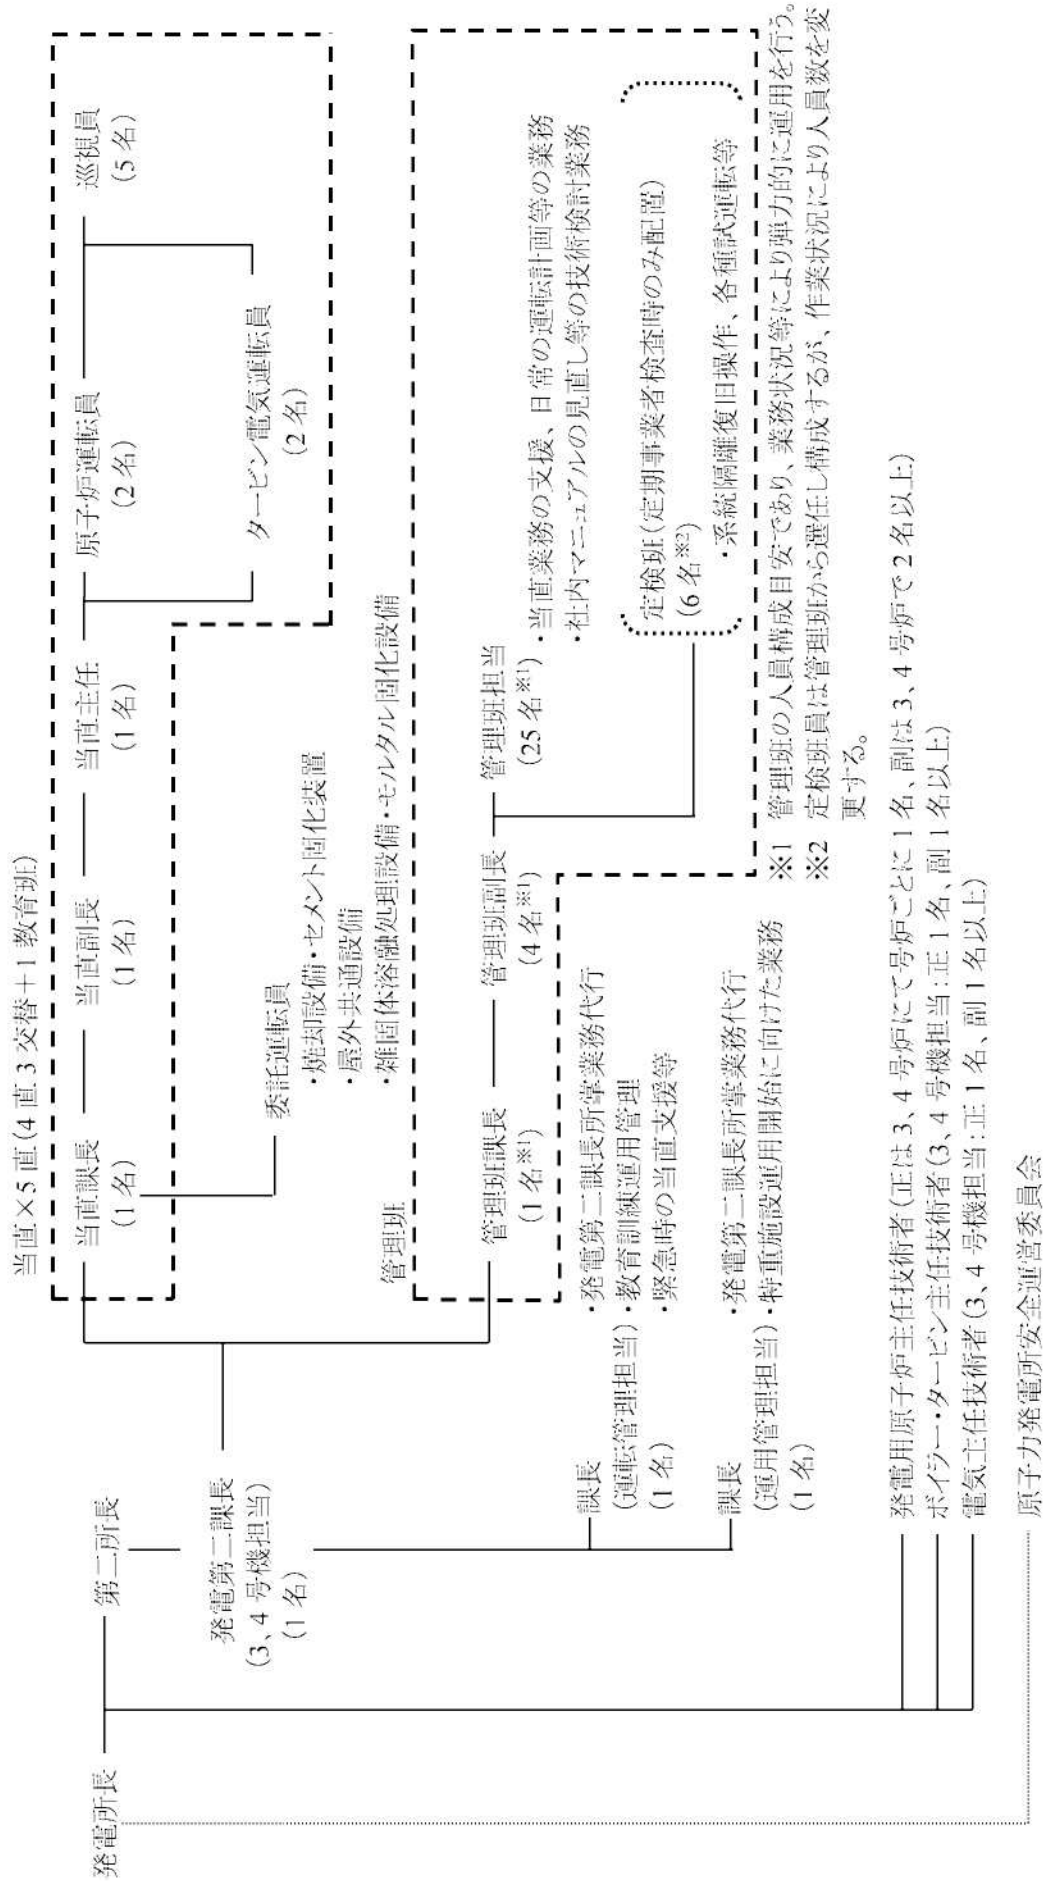 当直×5直(4直3交替＋1教育班)
発電所長
第二所長
発電第二課長
(3、4号機担当)
(1名)
当直課長
(1名)
当直副長
(1名)
当直主任
(1名)
原子炉運転員
(2名)
タービン電気運転員
(2名)
巡視員
(5名)
委託運転員
・焼却設備・セメント固化装置
・屋外共通設備
・雑固体溶融処理設備・モルタル固化設備
管理班
管理班課長
(1名※1)
管理班副長
(4名※1)
管理班担当
(25名※1)
・当直業務の支援、日常の運転計画等の業務
・社内マニュアルの見直し等の技術検討業務
定検班(定期事業者検査時のみ配置)
(6名※2)
・系統隔離復旧操作、各種試運転等
課長
(運転管理担当)
(1名)
・発電第二課長所掌業務代行
・教育訓練運用管理
・緊急時の当直支援等
課長
(運用管理担当)
(1名)
・発電第二課長所掌業務代行
・特重施設運用開始に向けた業務
※1 管理班の人員構成目安であり、業務状況等により弾力的に運用を行う。
※2 定検班員は管理班から選任し構成するが、作業状況により人員数を変
更する。
発電用原子炉主任技術者(正は3、4号炉にて号炉ごとに1名、副は3、4号炉で2名以上)
ボイラー・タービン主任技術者(3、4号機担当:正1名、副1名以上)
電気主任技術者(3、4号機担当:正1名、副1名以上)
原子力発電所安全運営委員会